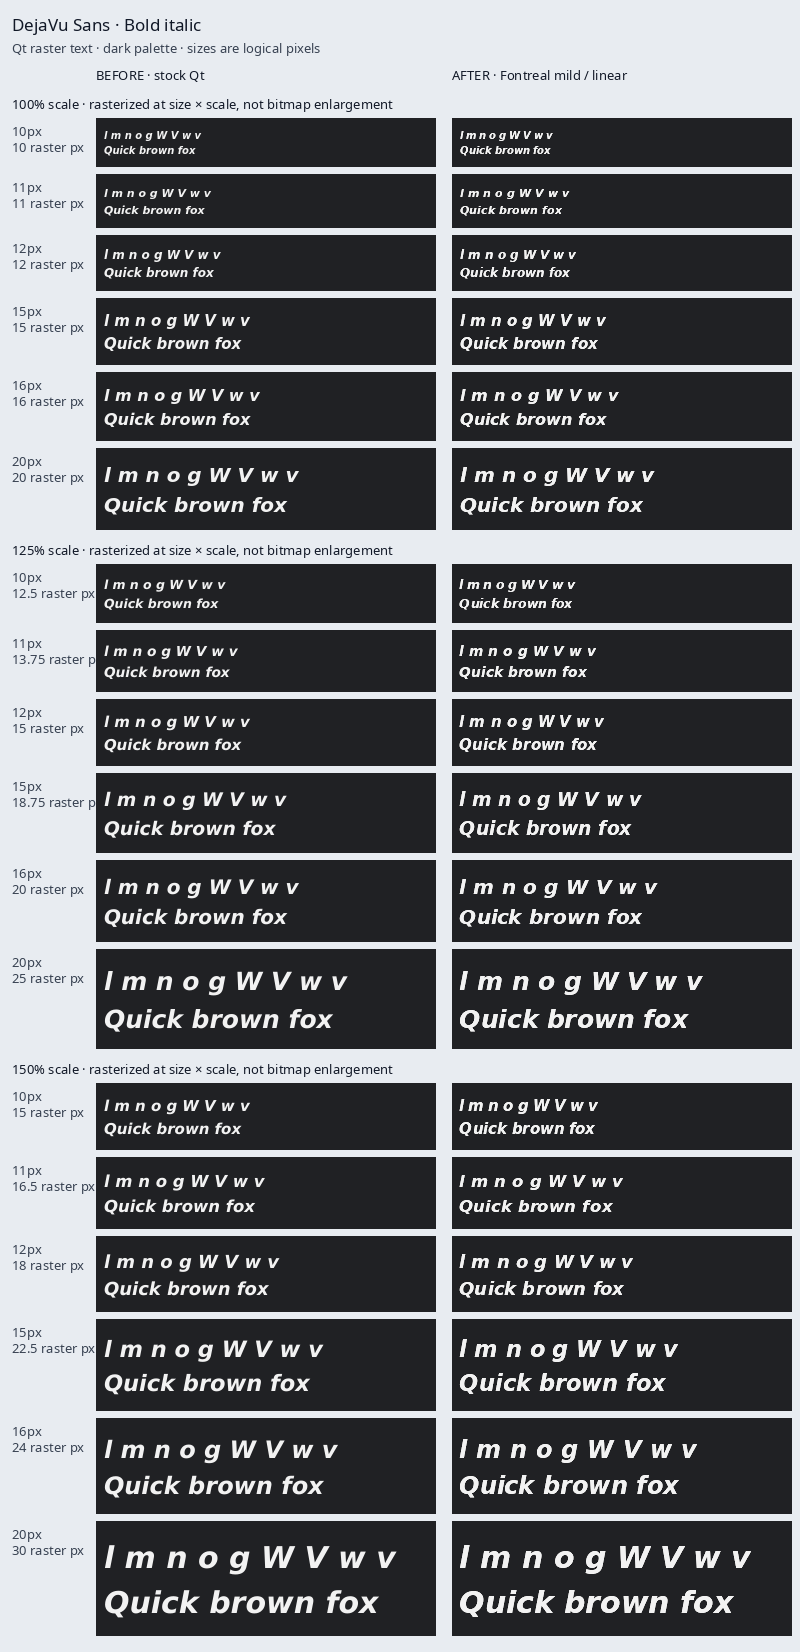 DejaVu Sans · Bold italic
Qt raster text · dark palette · sizes are logical pixels
BEFORE · stock Qt
AFTER · Fontreal mild / linear
100% scale · rasterized at size × scale, not bitmap enlargement
10px
10 raster px
l m n o g W V w v
Quick brown fox
l m n o g W V w v
Quick brown fox
11px
11 raster px
l m n o g W V w v
Quick brown fox
l m n o g W V w v
Quick brown fox
12px
12 raster px
l m n o g W V w v
Quick brown fox
l m n o g W V w v
Quick brown fox
15px
15 raster px
l m n o g W V w v
Quick brown fox
l m n o g W V w v
Quick brown fox
16px
16 raster px
l m n o g W V w v
Quick brown fox
l m n o g W V w v
Quick brown fox
20px
20 raster px
l m n o g W V w v
Quick brown fox
l m n o g W V w v
Quick brown fox
125% scale · rasterized at size × scale, not bitmap enlargement
10px
12.5 raster px
l m n o g W V w v
Quick brown fox
l m n o g W V w v
Quick brown fox
11px
13.75 raster p
l m n o g W V w v
Quick brown fox
l m n o g W V w v
Quick brown fox
12px
15 raster px
l m n o g W V w v
Quick brown fox
l m n o g W V w v
Quick brown fox
15px
18.75 raster p
l m n o g W V w v
Quick brown fox
l m n o g W V w v
Quick brown fox
16px
20 raster px
l m n o g W V w v
Quick brown fox
l m n o g W V w v
Quick brown fox
20px
25 raster px
l m n o g W V w v
Quick brown fox
l m n o g W V w v
Quick brown fox
150% scale · rasterized at size × scale, not bitmap enlargement
10px
15 raster px
l m n o g W V w v
Quick brown fox
l m n o g W V w v
Quick brown fox
11px
16.5 raster px
l m n o g W V w v
Quick brown fox
l m n o g W V w v
Quick brown fox
12px
18 raster px
l m n o g W V w v
Quick brown fox
l m n o g W V w v
Quick brown fox
15px
22.5 raster px
l m n o g W V w v
Quick brown fox
l m n o g W V w v
Quick brown fox
16px
24 raster px
l m n o g W V w v
Quick brown fox
l m n o g W V w v
Quick brown fox
20px
30 raster px
l m n o g W V w v
Quick brown fox
l m n o g W V w v
Quick brown fox